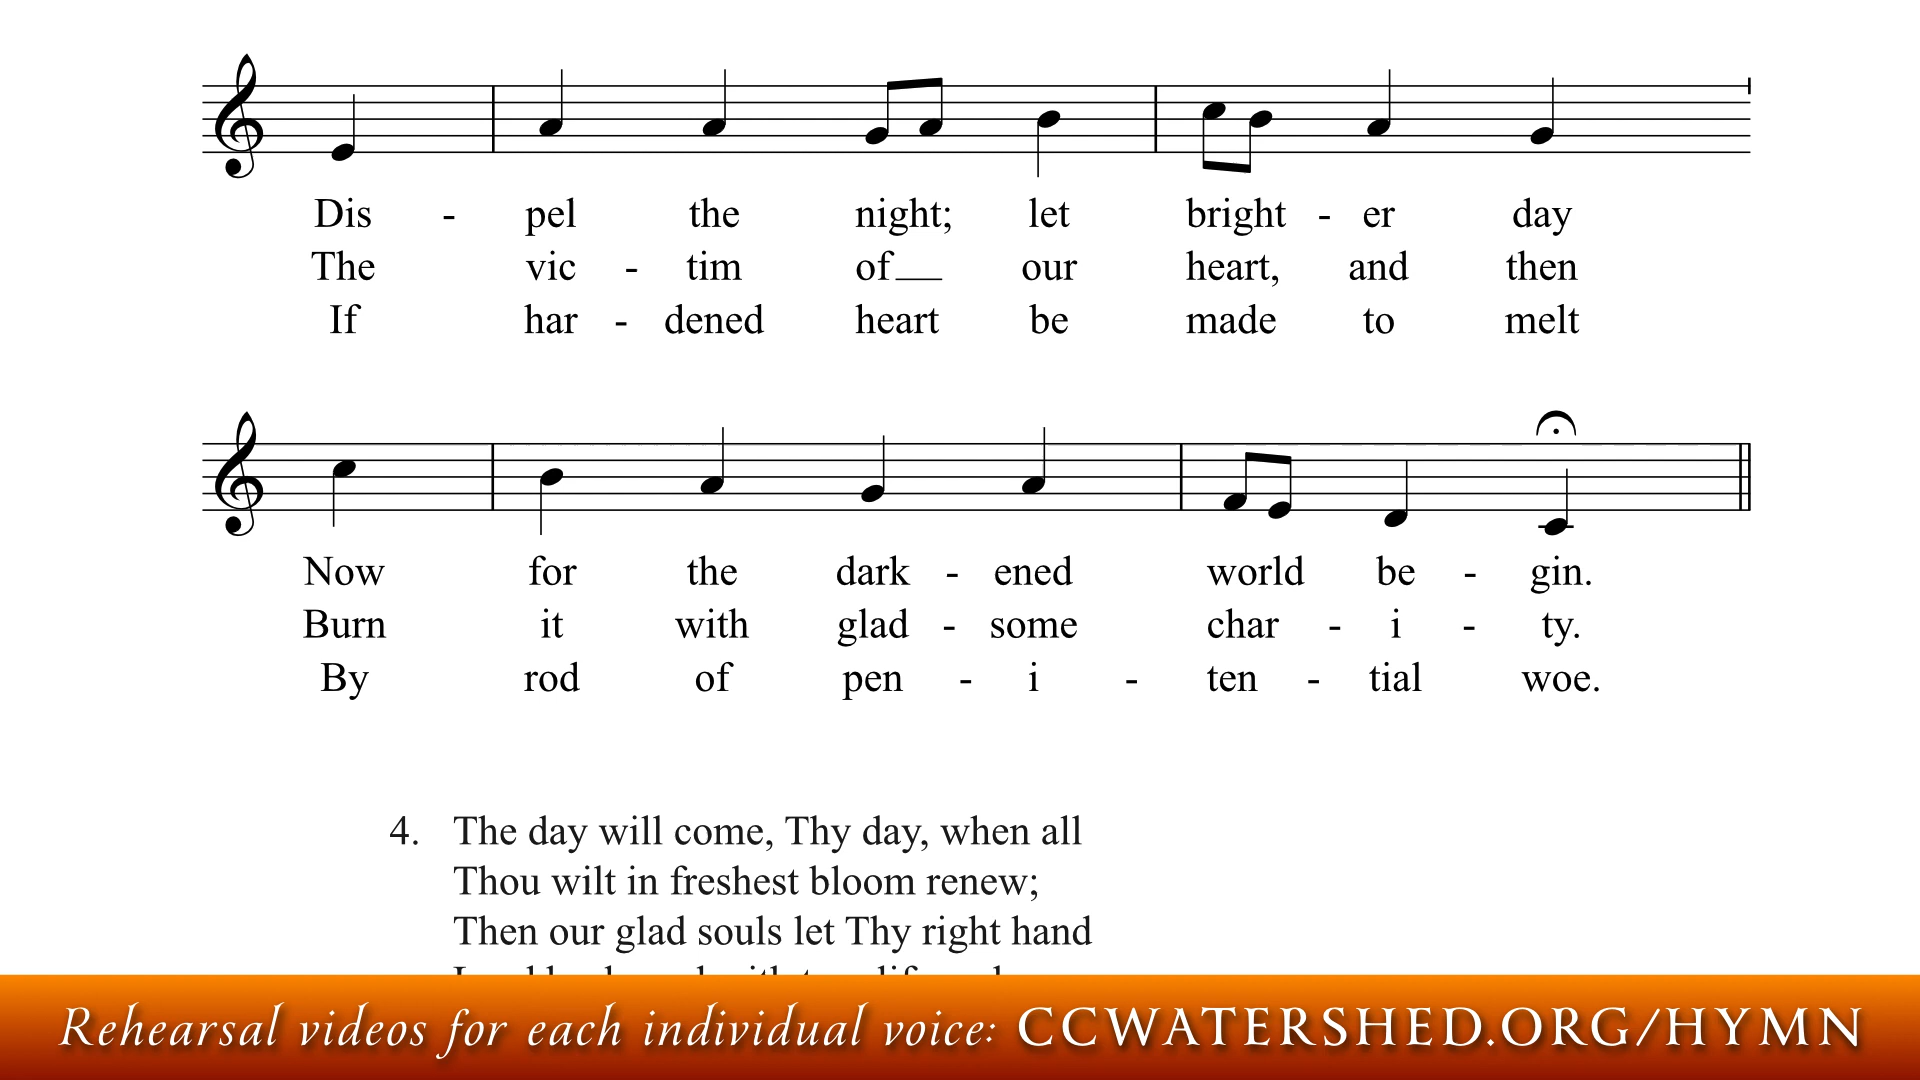 Dis - pel the night; let bright - er day
The vic - tim of our heart, and then
If har - dened heart be made to melt
Now for the dark - ened world be - gin.
Burn it with glad - some char - i - ty.
By rod of pen - i - ten - tial woe.
4. The day will come, Thy day, when all
Thou wilt in freshest bloom renew;
Then our glad souls let Thy right hand
Rehearsal videos for each individual voice: CCWATERSHED.ORG/HYMN